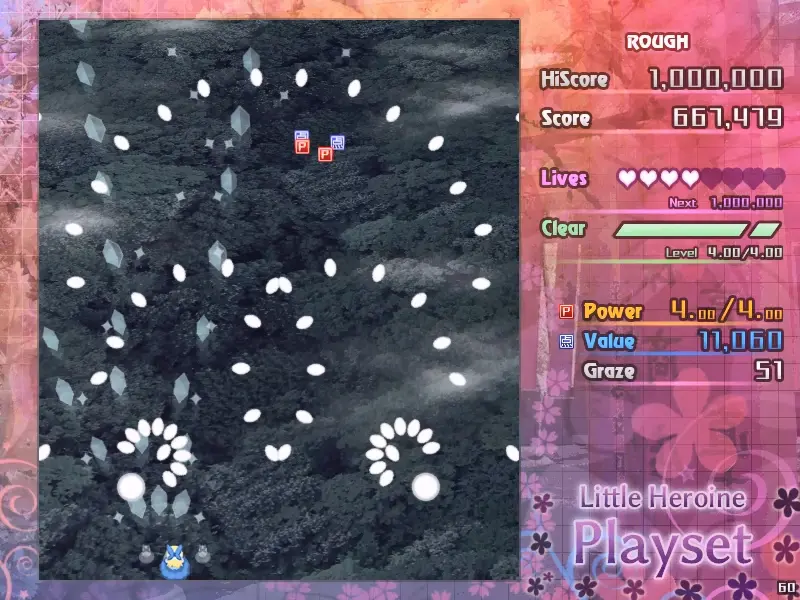 ROUGH
HiScore 1,000,000
Score 667,479
Lives
Next 1,000,000
Clear
Level 4.00/4.00
P Power 4.00/4.00
点 Value 11,060
Graze 51
P
P
Little Heroine
Playset
60.